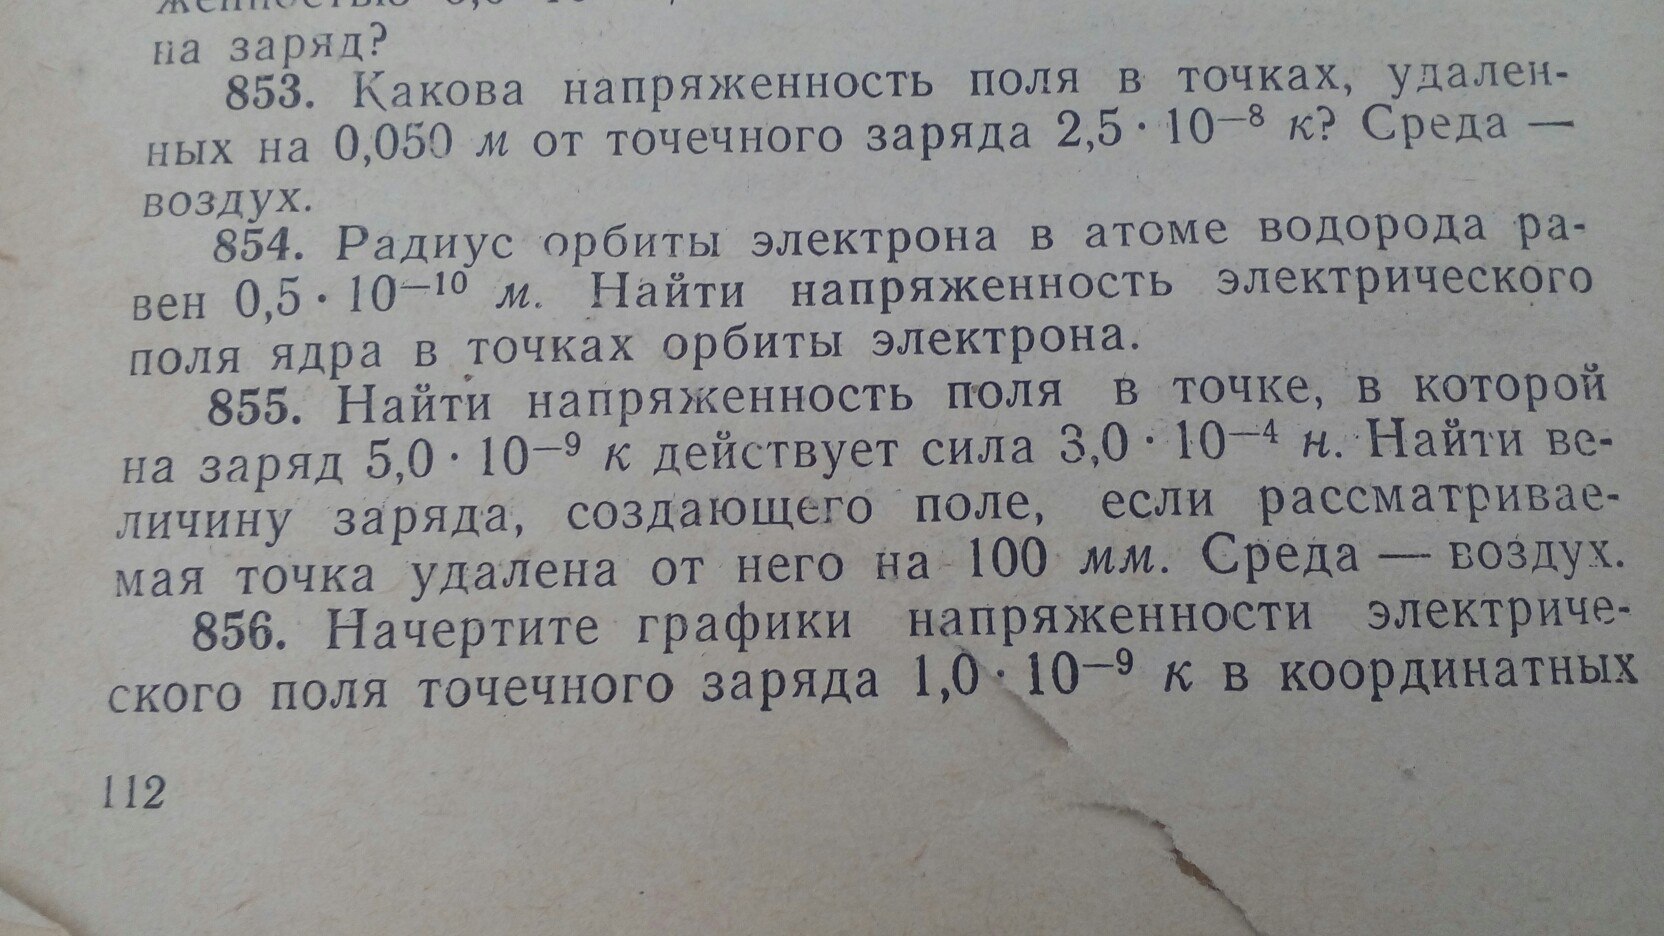 на заряд?
853. Какова напряженность поля в точках, удален-
ных на 0,050 м от точечного заряда 2,5 · 10⁻⁸ к? Среда —
воздух.
854. Радиус орбиты электрона в атоме водорода ра-
вен 0,5 · 10⁻¹⁰ м. Найти напряженность электрического
поля ядра в точках орбиты электрона.
855. Найти напряженность поля в точке, в которой
на заряд 5,0 · 10⁻⁹ к действует сила 3,0 · 10⁻⁴ н. Найти ве-
личину заряда, создающего поле, если рассматривае-
мая точка удалена от него на 100 мм. Среда — воздух.
856. Начертите графики напряженности электриче-
ского поля точечного заряда 1,0 · 10⁻⁹ к в координатных
112